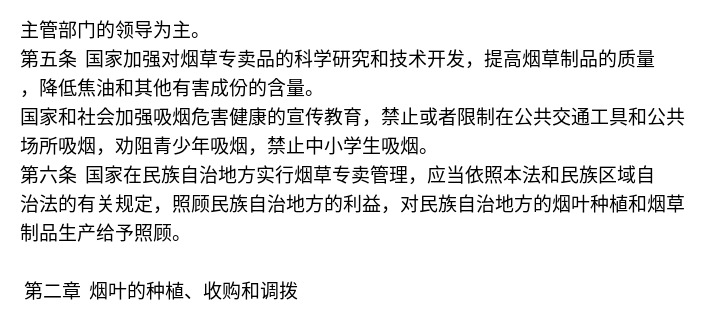 主管部门的领导为主。
第五条 国家加强对烟草专卖品的科学研究和技术开发，提高烟草制品的质量
，降低焦油和其他有害成份的含量。
国家和社会加强吸烟危害健康的宣传教育，禁止或者限制在公共交通工具和公共
场所吸烟，劝阻青少年吸烟，禁止中小学生吸烟。
第六条 国家在民族自治地方实行烟草专卖管理，应当依照本法和民族区域自
治法的有关规定，照顾民族自治地方的利益，对民族自治地方的烟叶种植和烟草
制品生产给予照顾。
第二章 烟叶的种植、收购和调拨